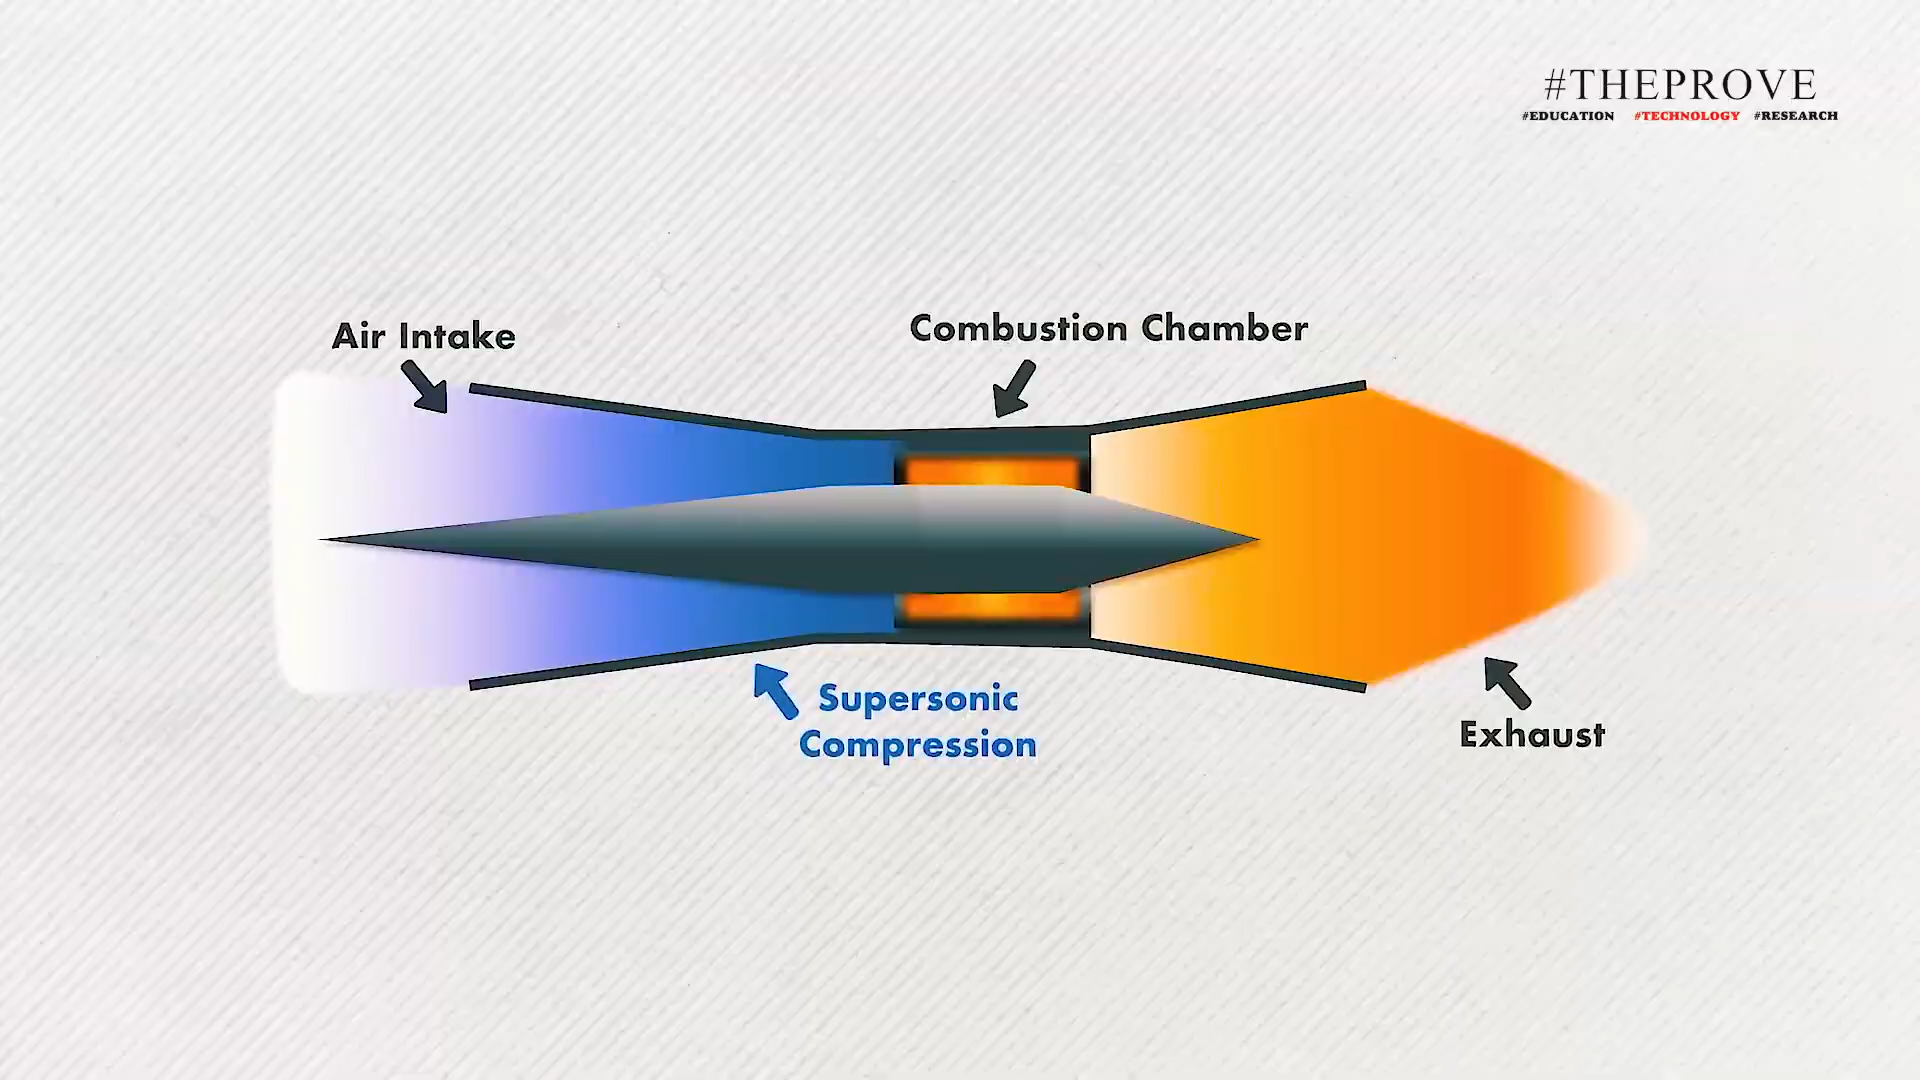 #THEPROVE
#EDUCATION #TECHNOLOGY #RESEARCH
Air Intake
Combustion Chamber
Supersonic
Compression
Exhaust